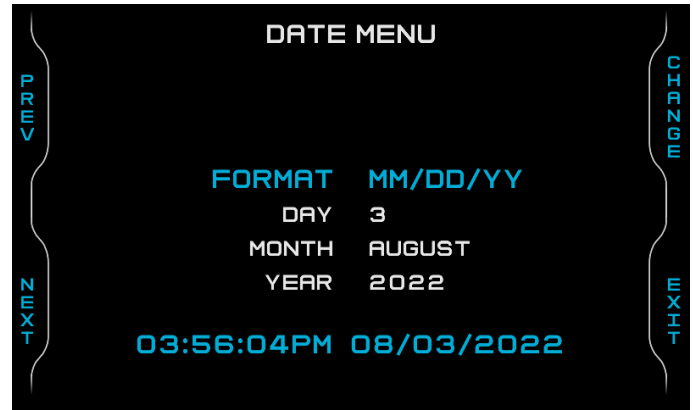 DATE MENU
PREV
CHANGE
FORMAT MM/DD/YY
DAY 3
MONTH AUGUST
YEAR 2022
NEXT
EXIT
03:56:04PM 08/03/2022